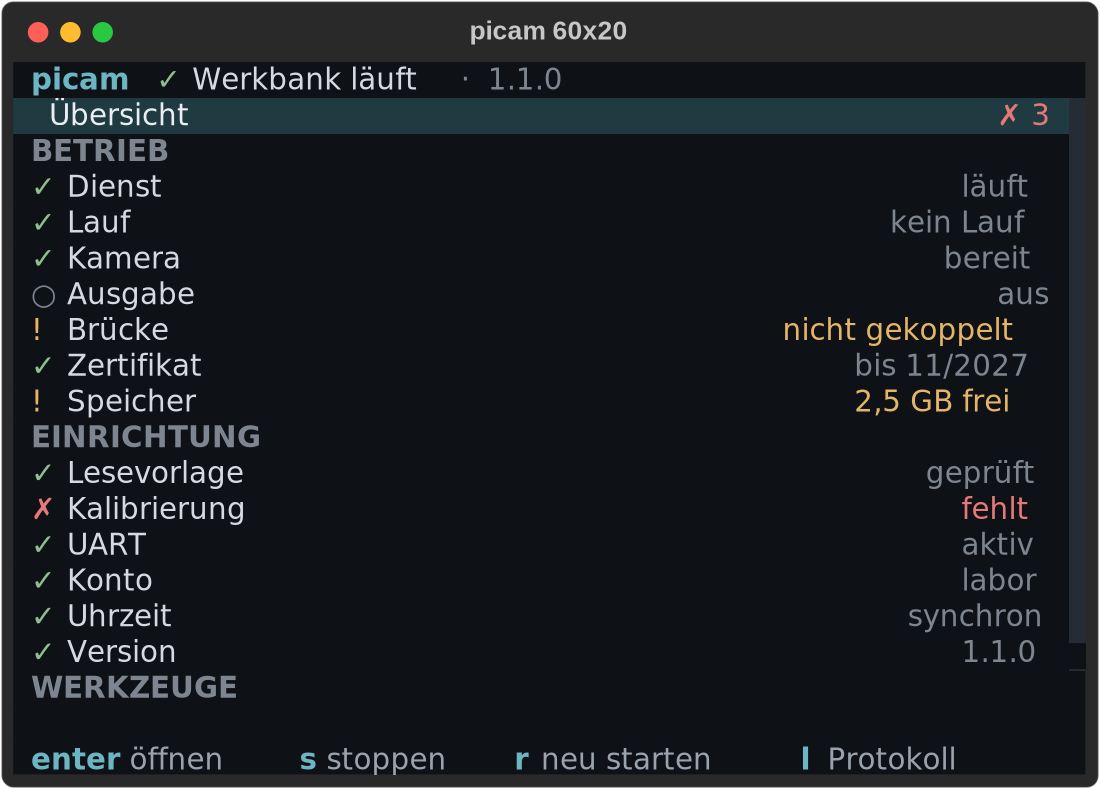 picam 60x20
picam ✓ Werkbank läuft · 1.1.0
Übersicht ✗ 3
BETRIEB
✓ Dienst läuft
✓ Lauf kein Lauf
✓ Kamera bereit
○ Ausgabe aus
! Brücke nicht gekoppelt
✓ Zertifikat bis 11/2027
! Speicher 2,5 GB frei
EINRICHTUNG
✓ Lesevorlage geprüft
✗ Kalibrierung fehlt
✓ UART aktiv
✓ Konto labor
✓ Uhrzeit synchron
✓ Version 1.1.0
WERKZEUGE
enter öffnen s stoppen r neu starten l Protokoll